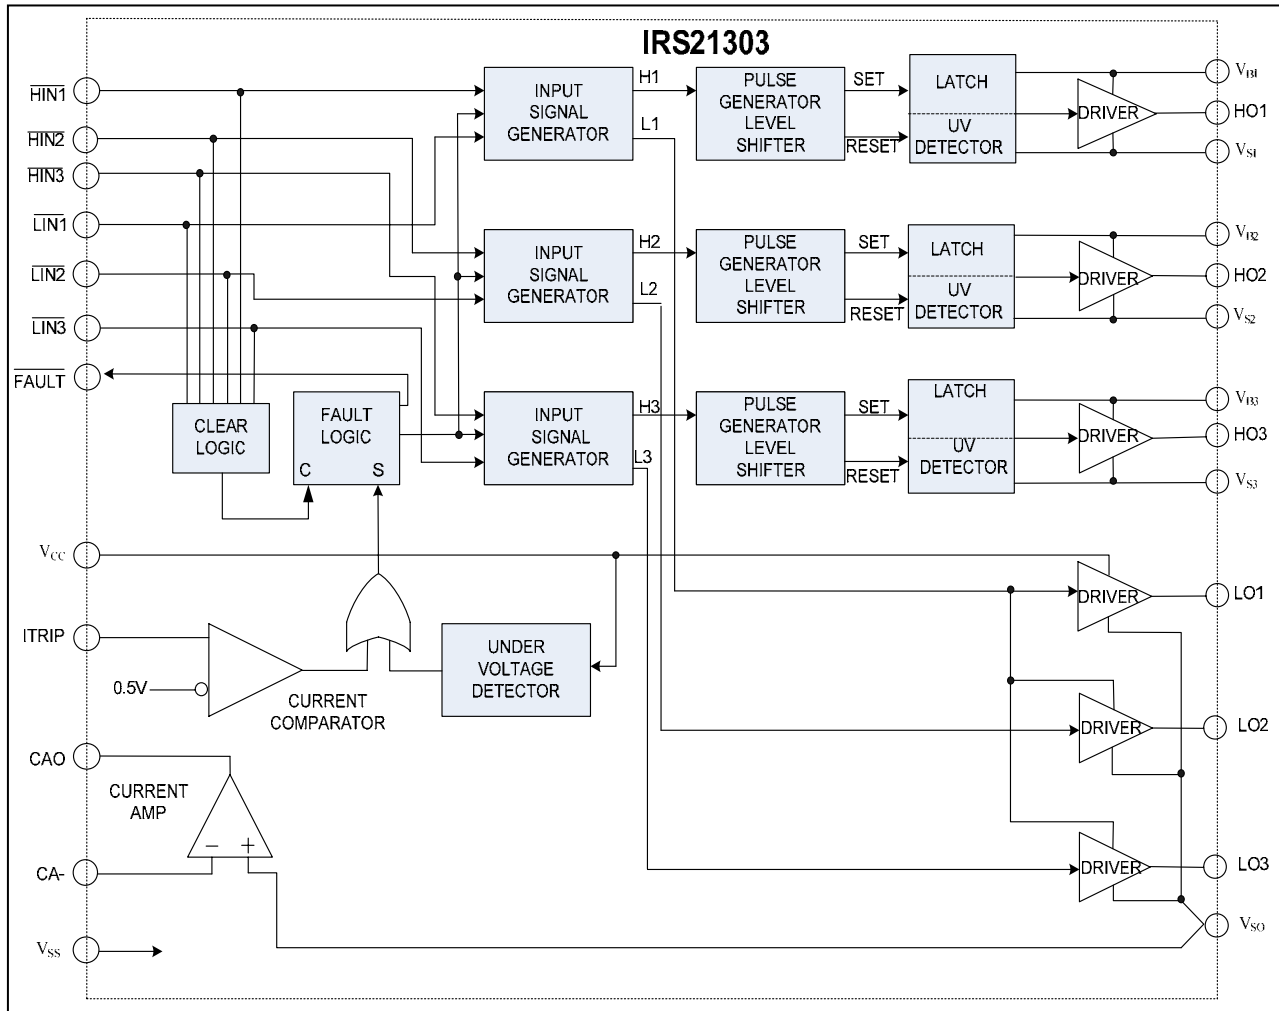 IRS21303
HIN1
HIN2
HIN3
LIN1
LIN2
LIN3
FAULT
CLEAR
LOGIC
FAULT
LOGIC
C
S
INPUT
SIGNAL
GENERATOR
H1
L1
PULSE
GENERATOR
LEVEL
SHIFTER
SET
RESET
LATCH
UV
DETECTOR
DRIVER
VB1
HO1
VS1
INPUT
SIGNAL
GENERATOR
H2
L2
PULSE
GENERATOR
LEVEL
SHIFTER
SET
RESET
LATCH
UV
DETECTOR
DRIVER
VB2
HO2
VS2
INPUT
SIGNAL
GENERATOR
H3
L3
PULSE
GENERATOR
LEVEL
SHIFTER
SET
RESET
LATCH
UV
DETECTOR
DRIVER
VB3
HO3
VS3
VCC
ITRIP
0.5V
CURRENT
COMPARATOR
UNDER
VOLTAGE
DETECTOR
DRIVER
LO1
DRIVER
LO2
DRIVER
LO3
CAO
CURRENT
AMP
− +
CA-
VSS
VSO